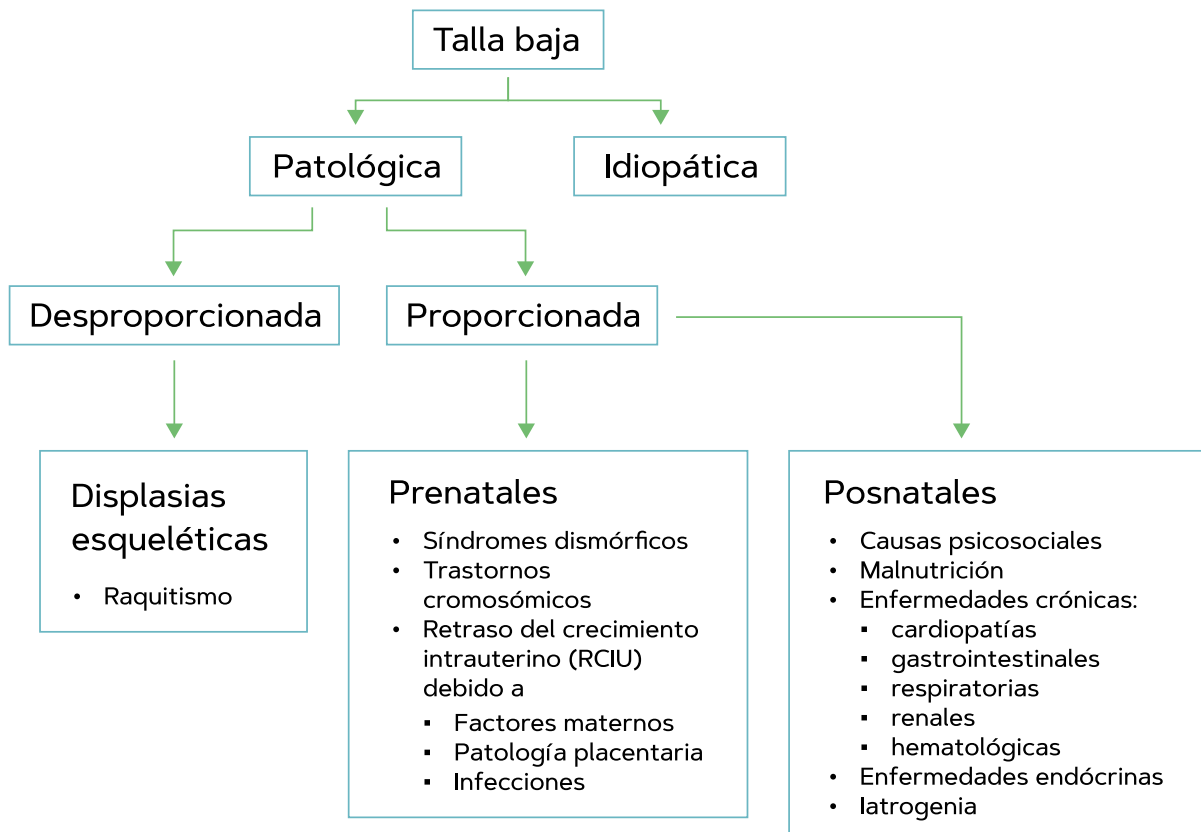 Talla baja
Patológica
Idiopática
Desproporcionada
Proporcionada
Displasias
esqueléticas
• Raquitismo
Prenatales
• Síndromes dismórficos
• Trastornos
cromosómicos
• Retraso del crecimiento
intrauterino (RCIU)
debido a
▪ Factores maternos
▪ Patología placentaria
▪ Infecciones
Posnatales
• Causas psicosociales
• Malnutrición
• Enfermedades crónicas:
▪ cardiopatías
▪ gastrointestinales
▪ respiratorias
▪ renales
▪ hematológicas
• Enfermedades endócrinas
• Iatrogenia